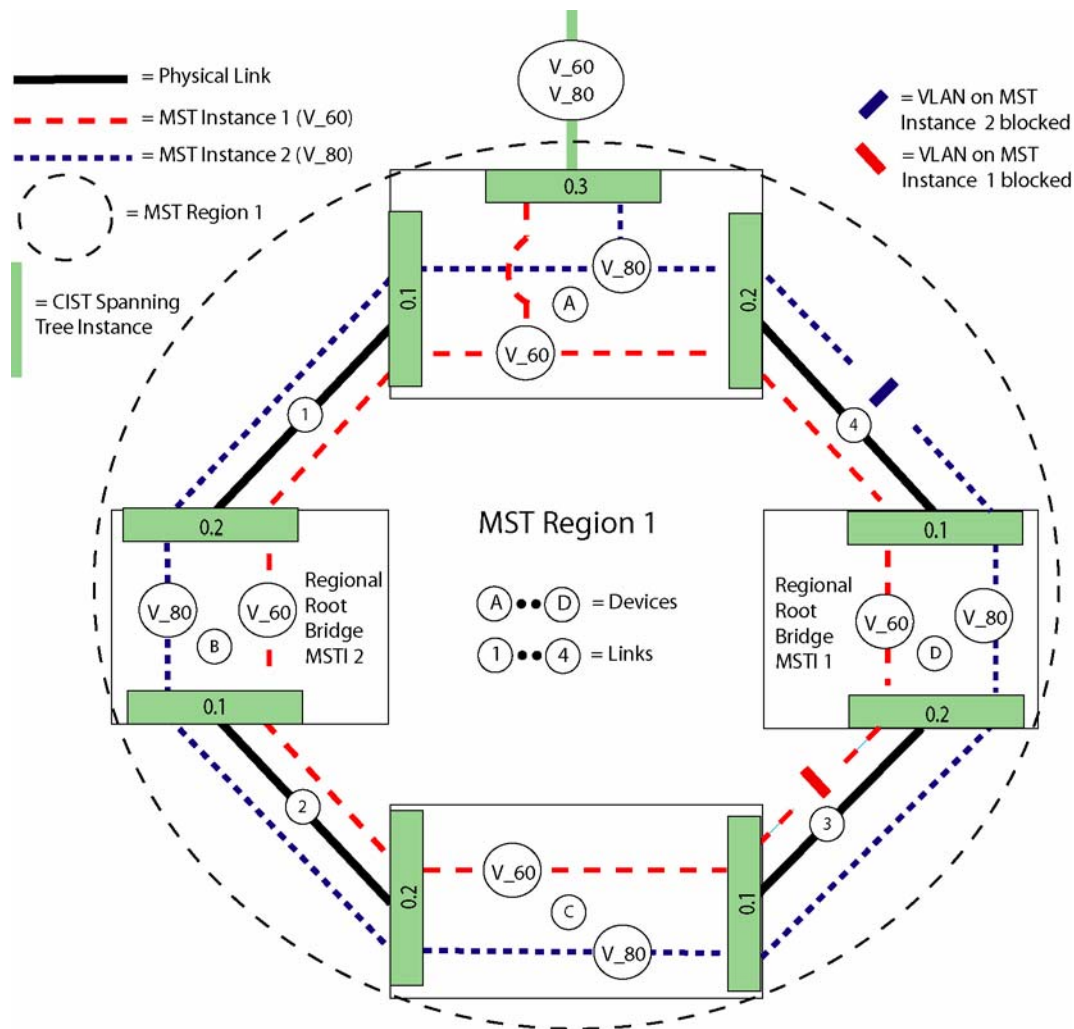 = Physical Link
= MST Instance 1 (V_60)
= MST Instance 2 (V_80)
= MST Region 1
= CIST Spanning
Tree Instance
V_60
V_80
= VLAN on MST
Instance 2 blocked
= VLAN on MST
Instance 1 blocked
0.3
0.1
V_80
A
V_60
0.2
1
4
0.2
V_80
V_60
B
Regional
Root
Bridge
MSTI 2
0.1
MST Region 1
A D = Devices
1 4 = Links
0.1
Regional
Root
Bridge
MSTI 1
V_60
V_80
D
0.2
2
3
0.2
V_60
C
V_80
0.1